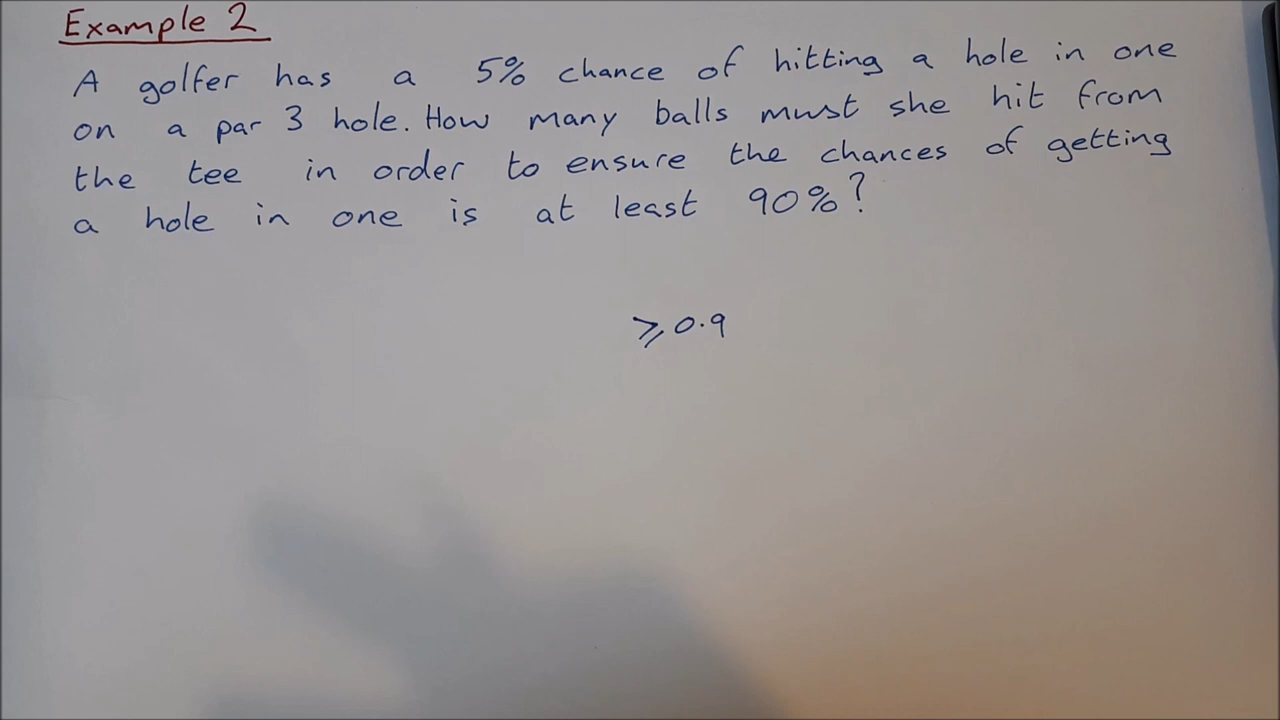 Example 2
A golfer has a 5% chance of hitting a hole in one
on a par 3 hole. How many balls must she hit from
the tee in order to ensure the chances of getting
a hole in one is at least 90%?
⩾ 0.9